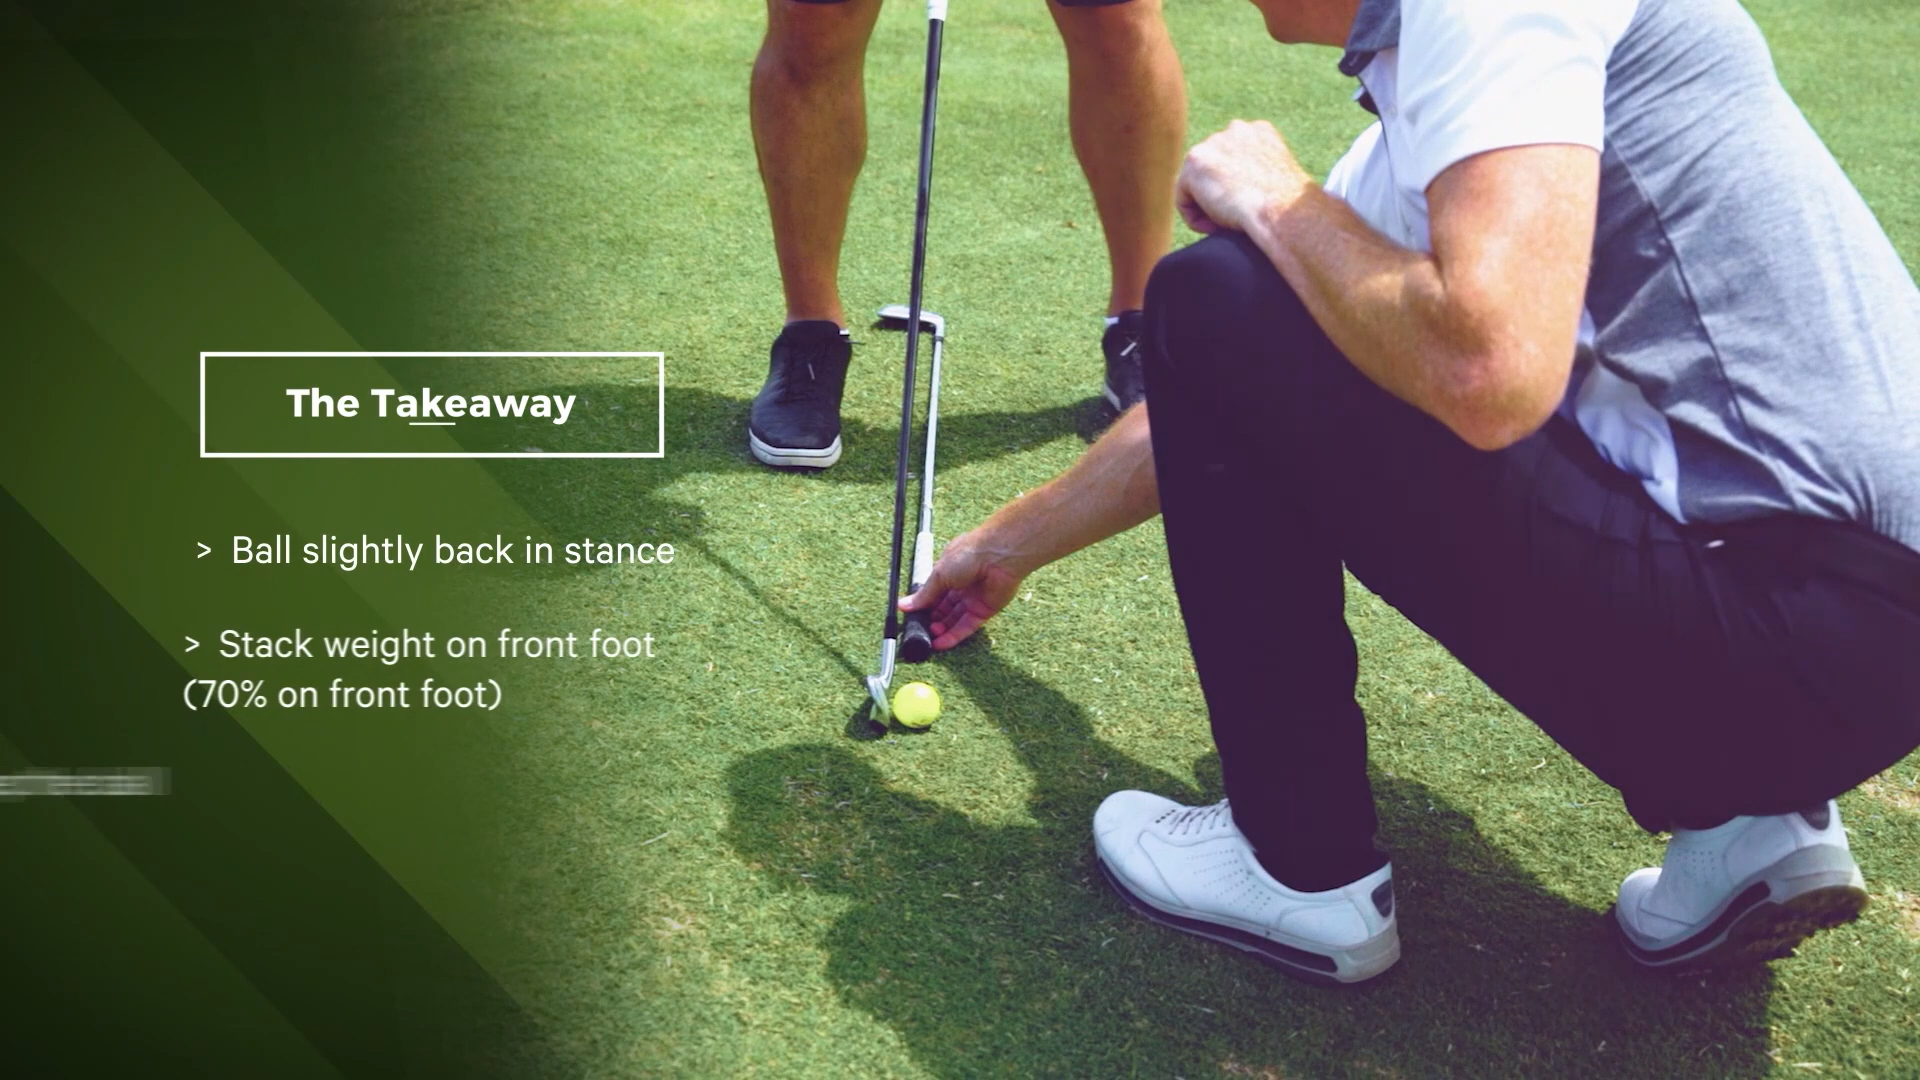 The Takeaway
> Ball slightly back in stance
> Stack weight on front foot
(70% on front foot)